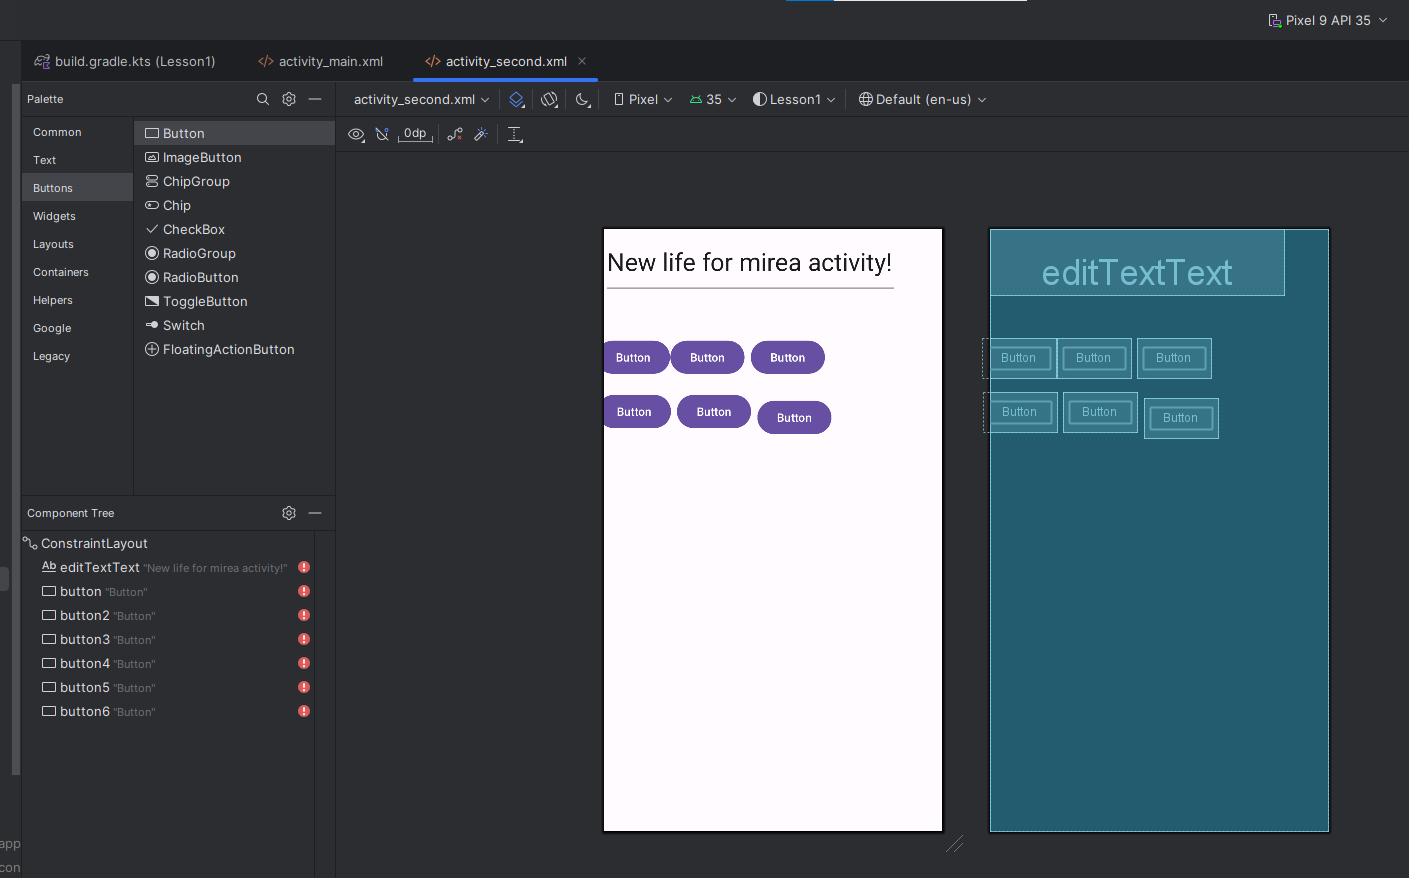 Pixel 9 API 35
build.gradle.kts (Lesson1)
activity_main.xml
activity_second.xml
Palette
activity_second.xml
Pixel
35
Lesson1
Default (en-us)
0dp
Common
Text
Buttons
Widgets
Layouts
Containers
Helpers
Google
Legacy
Button
ImageButton
ChipGroup
Chip
CheckBox
RadioGroup
RadioButton
ToggleButton
Switch
FloatingActionButton
New life for mirea activity!
Button
Button
Button
Button
Button
Button
editTextText
Button
Button
Button
Button
Button
Button
Component Tree
ConstraintLayout
Ab editTextText "New life for mirea activity!"
button "Button"
button2 "Button"
button3 "Button"
button4 "Button"
button5 "Button"
button6 "Button"
app
con